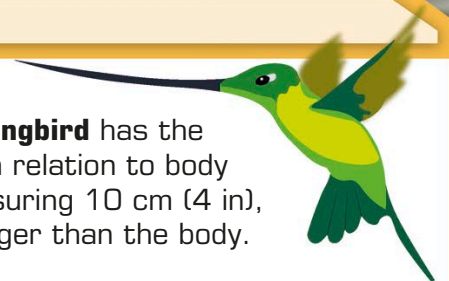 ngbird has the
relation to body
suring 10 cm (4 in),
ger than the body.